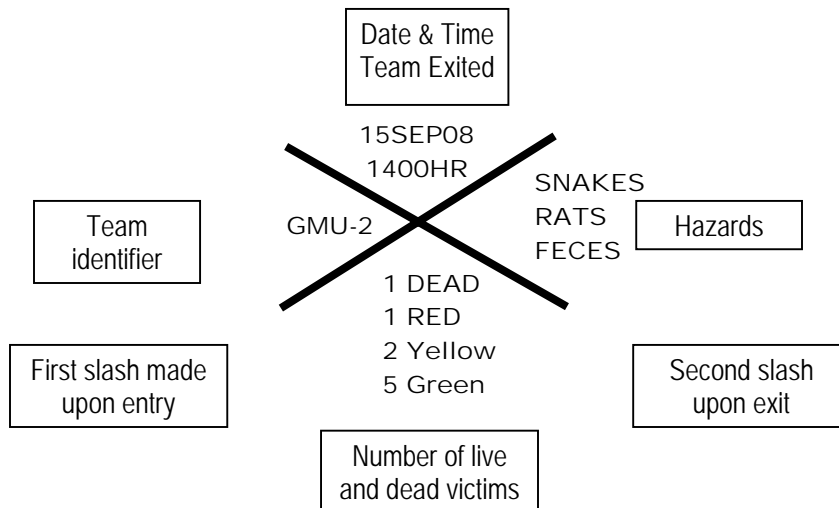 Date & Time
Team Exited
15SEP08
1400HR
SNAKES
RATS
FECES
Team
identifier
GMU-2
Hazards
1 DEAD
1 RED
2 Yellow
5 Green
First slash made
upon entry
Second slash
upon exit
Number of live
and dead victims